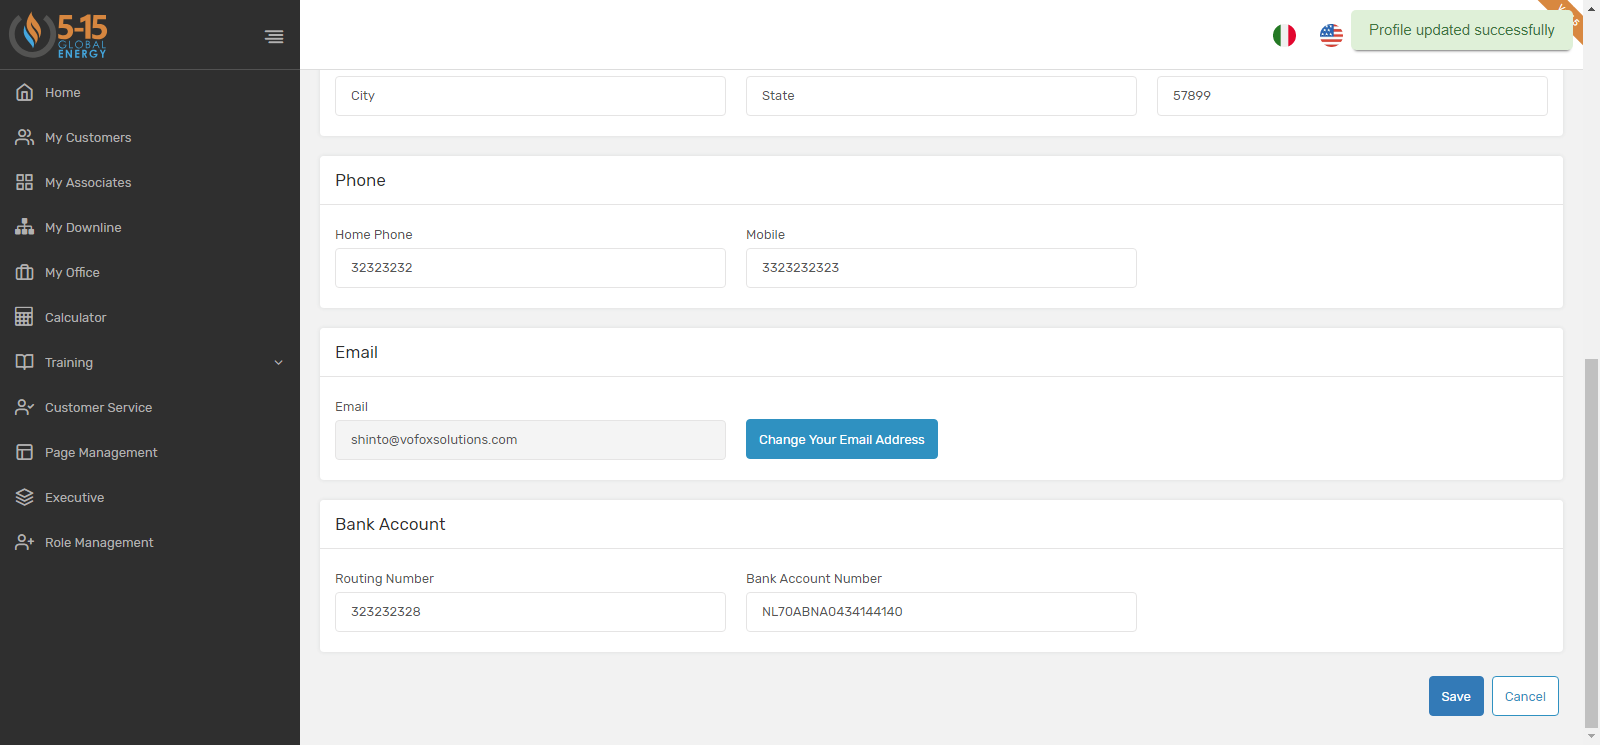 5-15
GLOBAL
ENERGY
Profile updated successfully
Home
My Customers
My Associates
My Downline
My Office
Calculator
Training
Customer Service
Page Management
Executive
Role Management
City
State
57899
Phone
Home Phone
Mobile
32323232
3323232323
Email
Email
shinto@vofoxsolutions.com
Change Your Email Address
Bank Account
Routing Number
Bank Account Number
323232328
NL70ABNA0434144140
Save
Cancel